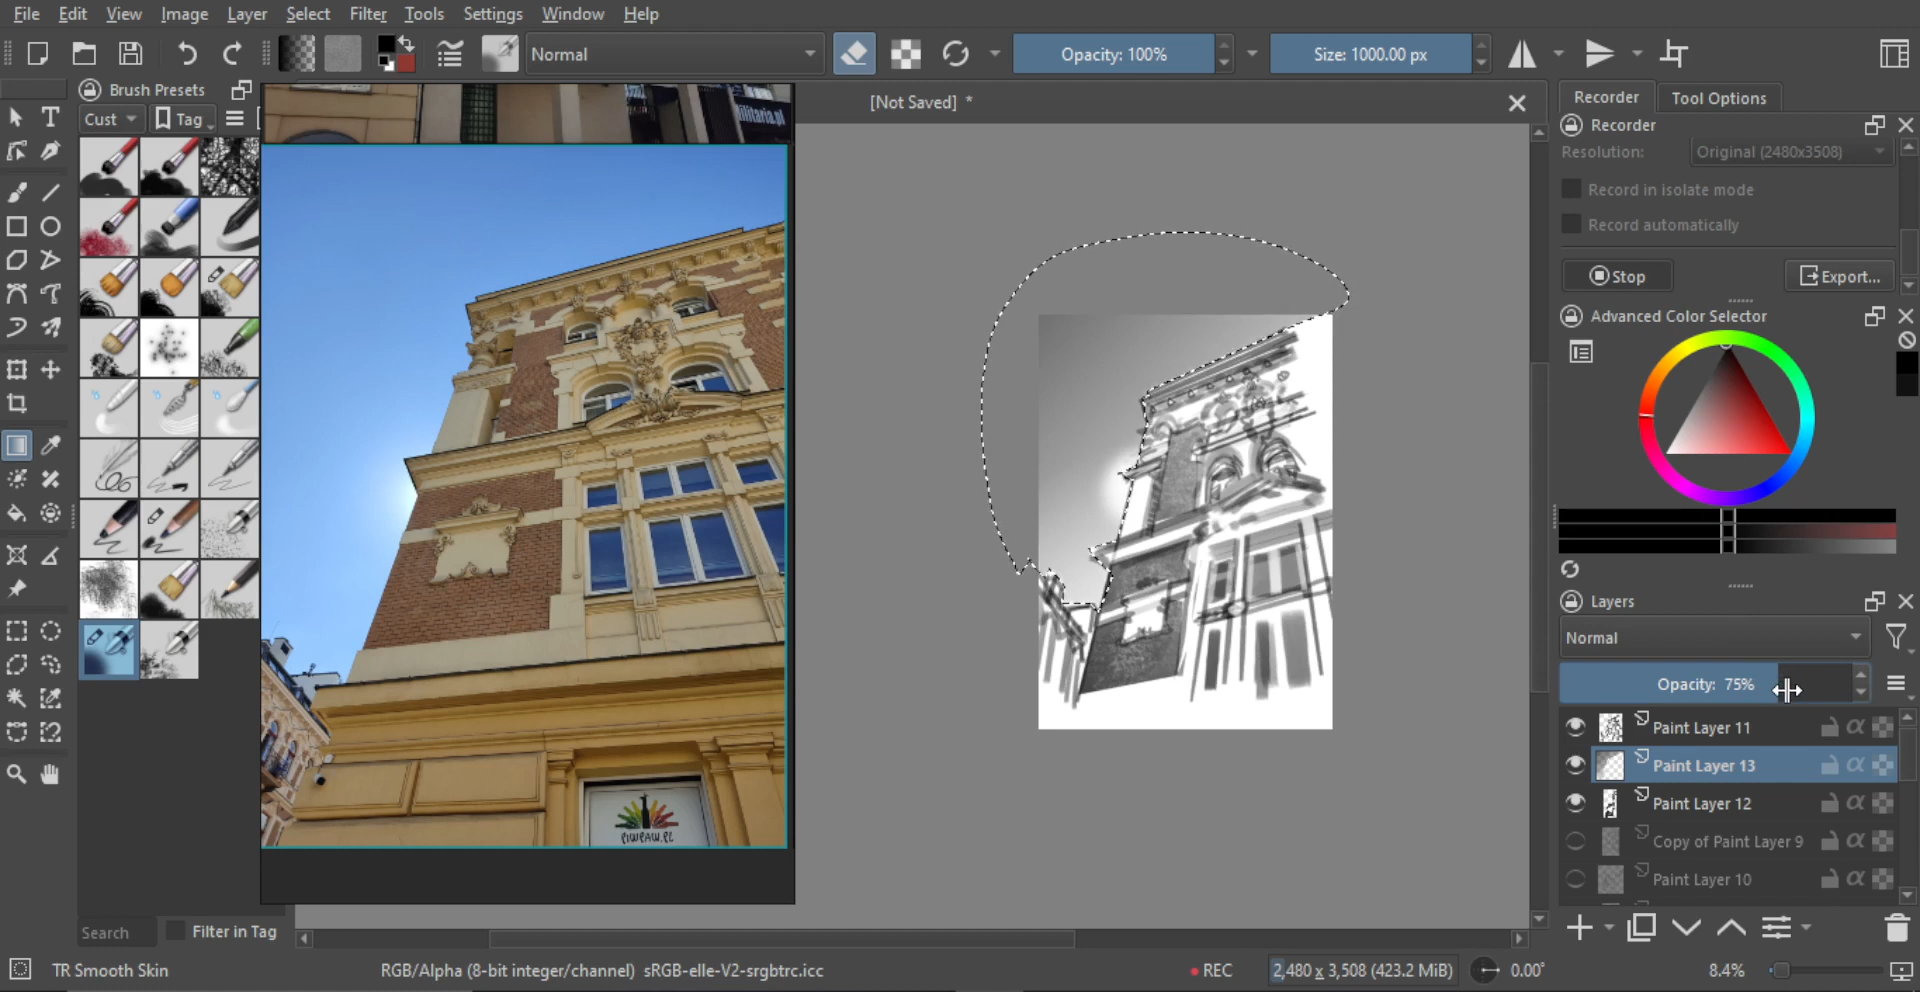 File Edit View Image Layer Select Filter Tools Settings Window Help
Normal
Opacity: 100%
Size: 1000.00 px
Brush Presets
Cust
Tag
militaria.pl
eiweaw.pl
[Not Saved] *
Recorder Tool Options
Recorder
Resolution: Original (2480x3508)
Record in isolate mode
Record automatically
Stop Export...
Advanced Color Selector
Layers
Normal
Opacity: 75%
Paint Layer 11
Paint Layer 13
Paint Layer 12
Copy of Paint Layer 9
Paint Layer 10
Search
Filter in Tag
TR Smooth Skin
RGB/Alpha (8-bit integer/channel) sRGB-elle-V2-srgbtrc.icc
REC
2,480 x 3,508 (423.2 MiB)
0.00°
8.4%